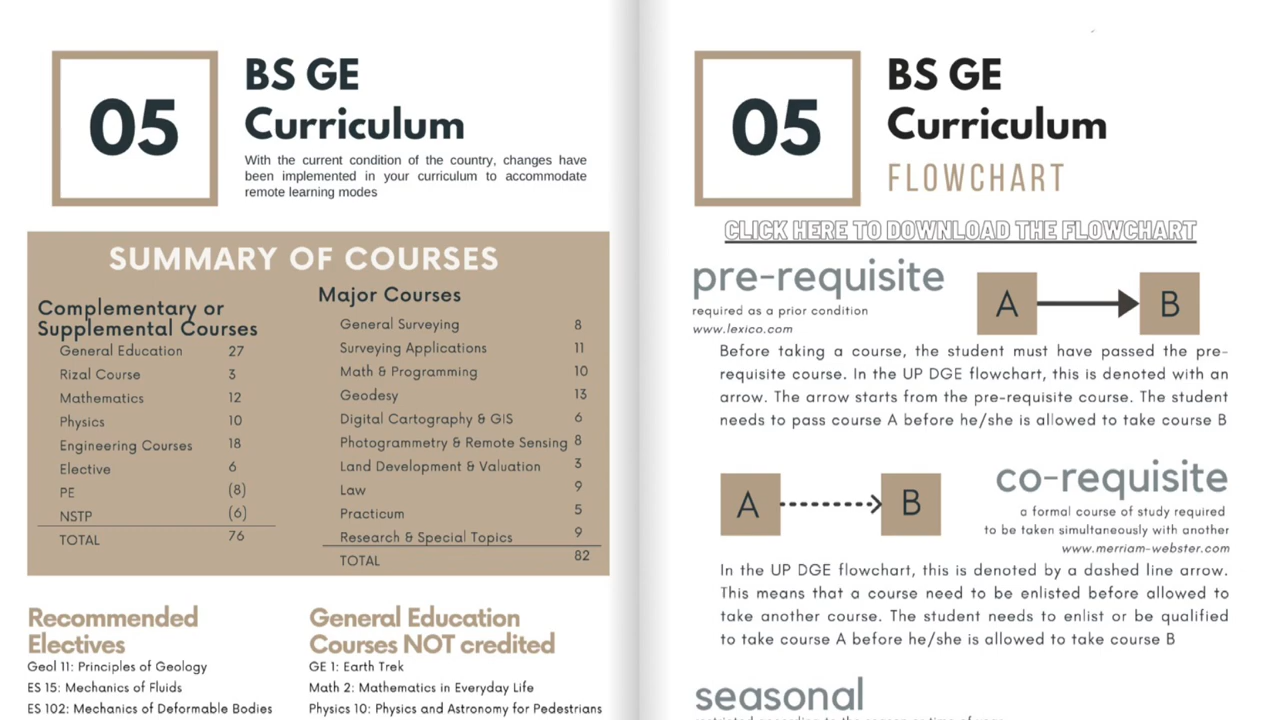 05
BS GE
Curriculum
With the current condition of the country, changes have
been implemented in your curriculum to accommodate
remote learning modes
SUMMARY OF COURSES
Complementary or
Supplemental Courses
General Education 27
Rizal Course 3
Mathematics 12
Physics 10
Engineering Courses 18
Elective 6
PE (8)
NSTP (6)
TOTAL 76
Major Courses
General Surveying 8
Surveying Applications 11
Math & Programming 10
Geodesy 13
Digital Cartography & GIS 6
Photogrammetry & Remote Sensing 8
Land Development & Valuation 3
Law 9
Practicum 5
Research & Special Topics 9
TOTAL 82
Recommended
Electives
Geol 11: Principles of Geology
ES 15: Mechanics of Fluids
ES 102: Mechanics of Deformable Bodies
General Education
Courses NOT credited
GE 1: Earth Trek
Math 2: Mathematics in Everyday Life
Physics 10: Physics and Astronomy for Pedestrians
05
BS GE
Curriculum
FLOWCHART
CLICK HERE TO DOWNLOAD THE FLOWCHART
pre-requisite
required as a prior condition
www.lexico.com
A B
Before taking a course, the student must have passed the pre-
requisite course. In the UP DGE flowchart, this is denoted with an
arrow. The arrow starts from the pre-requisite course. The student
needs to pass course A before he/she is allowed to take course B
A B
co-requisite
a formal course of study required
to be taken simultaneously with another
www.merriam-webster.com
In the UP DGE flowchart, this is denoted by a dashed line arrow.
This means that a course need to be enlisted before allowed to
take another course. The student needs to enlist or be qualified
to take course A before he/she is allowed to take course B
seasonal